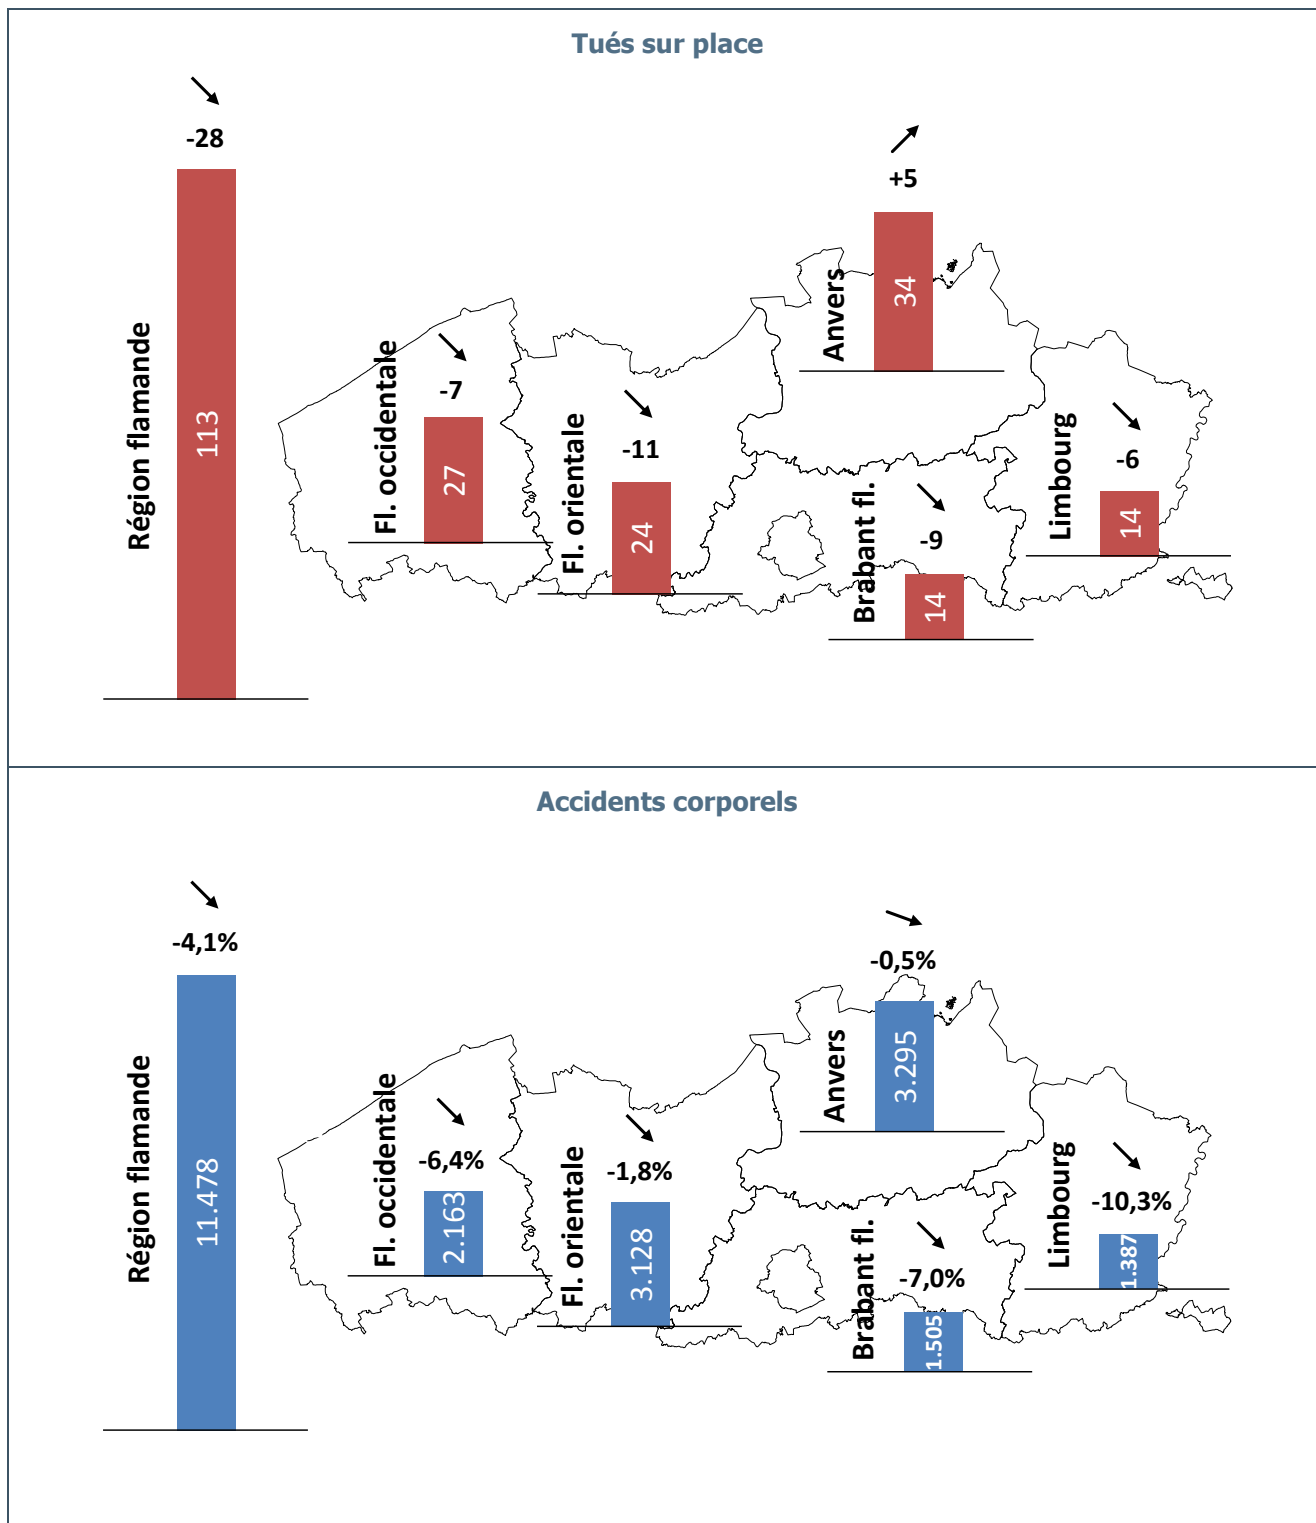 Tués sur place
-28
113
Région flamande
-7
27
Fl. occidentale
-11
24
Fl. orientale
+5
34
Anvers
-9
14
Brabant fl.
-6
14
Limbourg
Accidents corporels
-4,1%
11.478
Région flamande
-6,4%
2.163
Fl. occidentale
-1,8%
3.128
Fl. orientale
-0,5%
3.295
Anvers
-7,0%
1.505
Brabant fl.
-10,3%
1.387
Limbourg